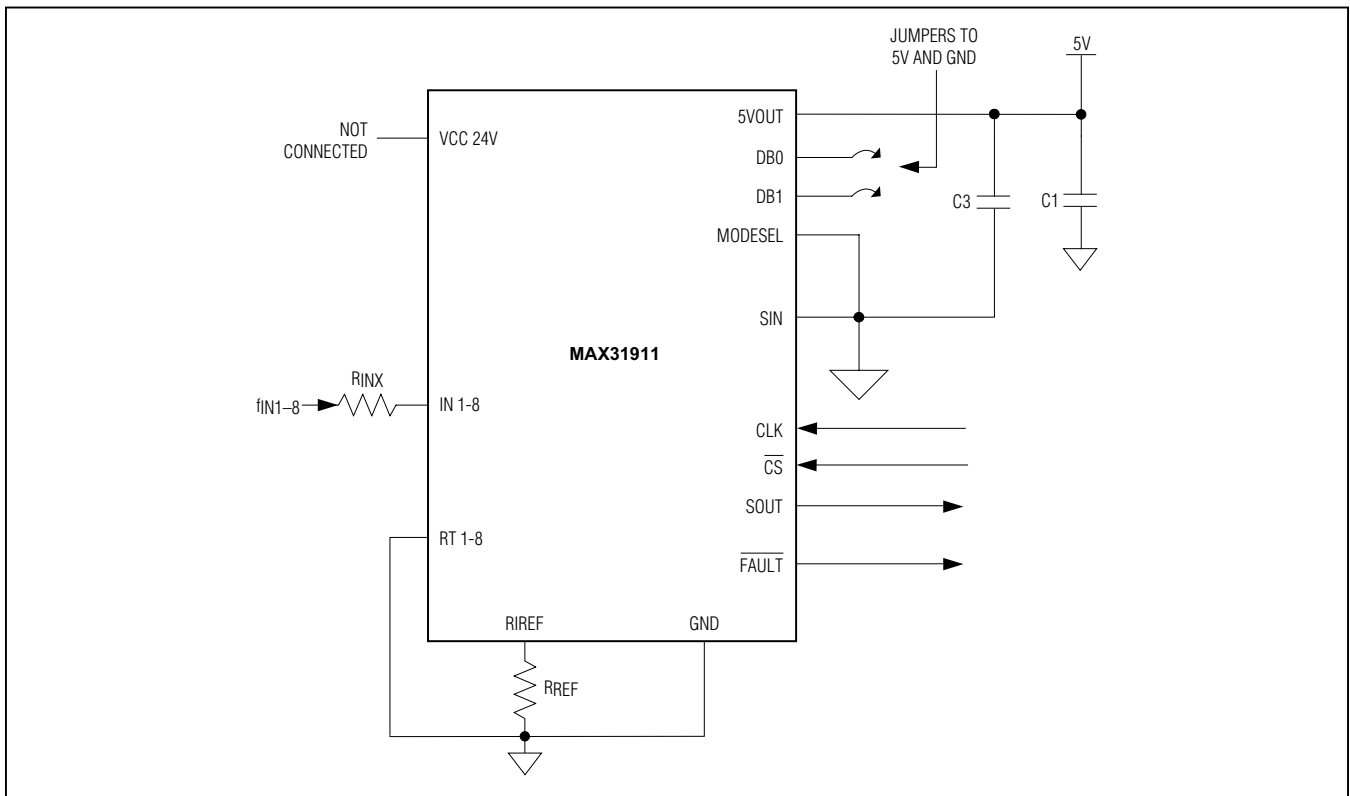 JUMPERS TO
5V AND GND
5V
NOT
CONNECTED
VCC 24V
5VOUT
DB0
DB1
C3
C1
MODESEL
SIN
MAX31911
fIN1–8
RINX
IN 1-8
CLK
CS
SOUT
RT 1-8
FAULT
RIREF
GND
RREF